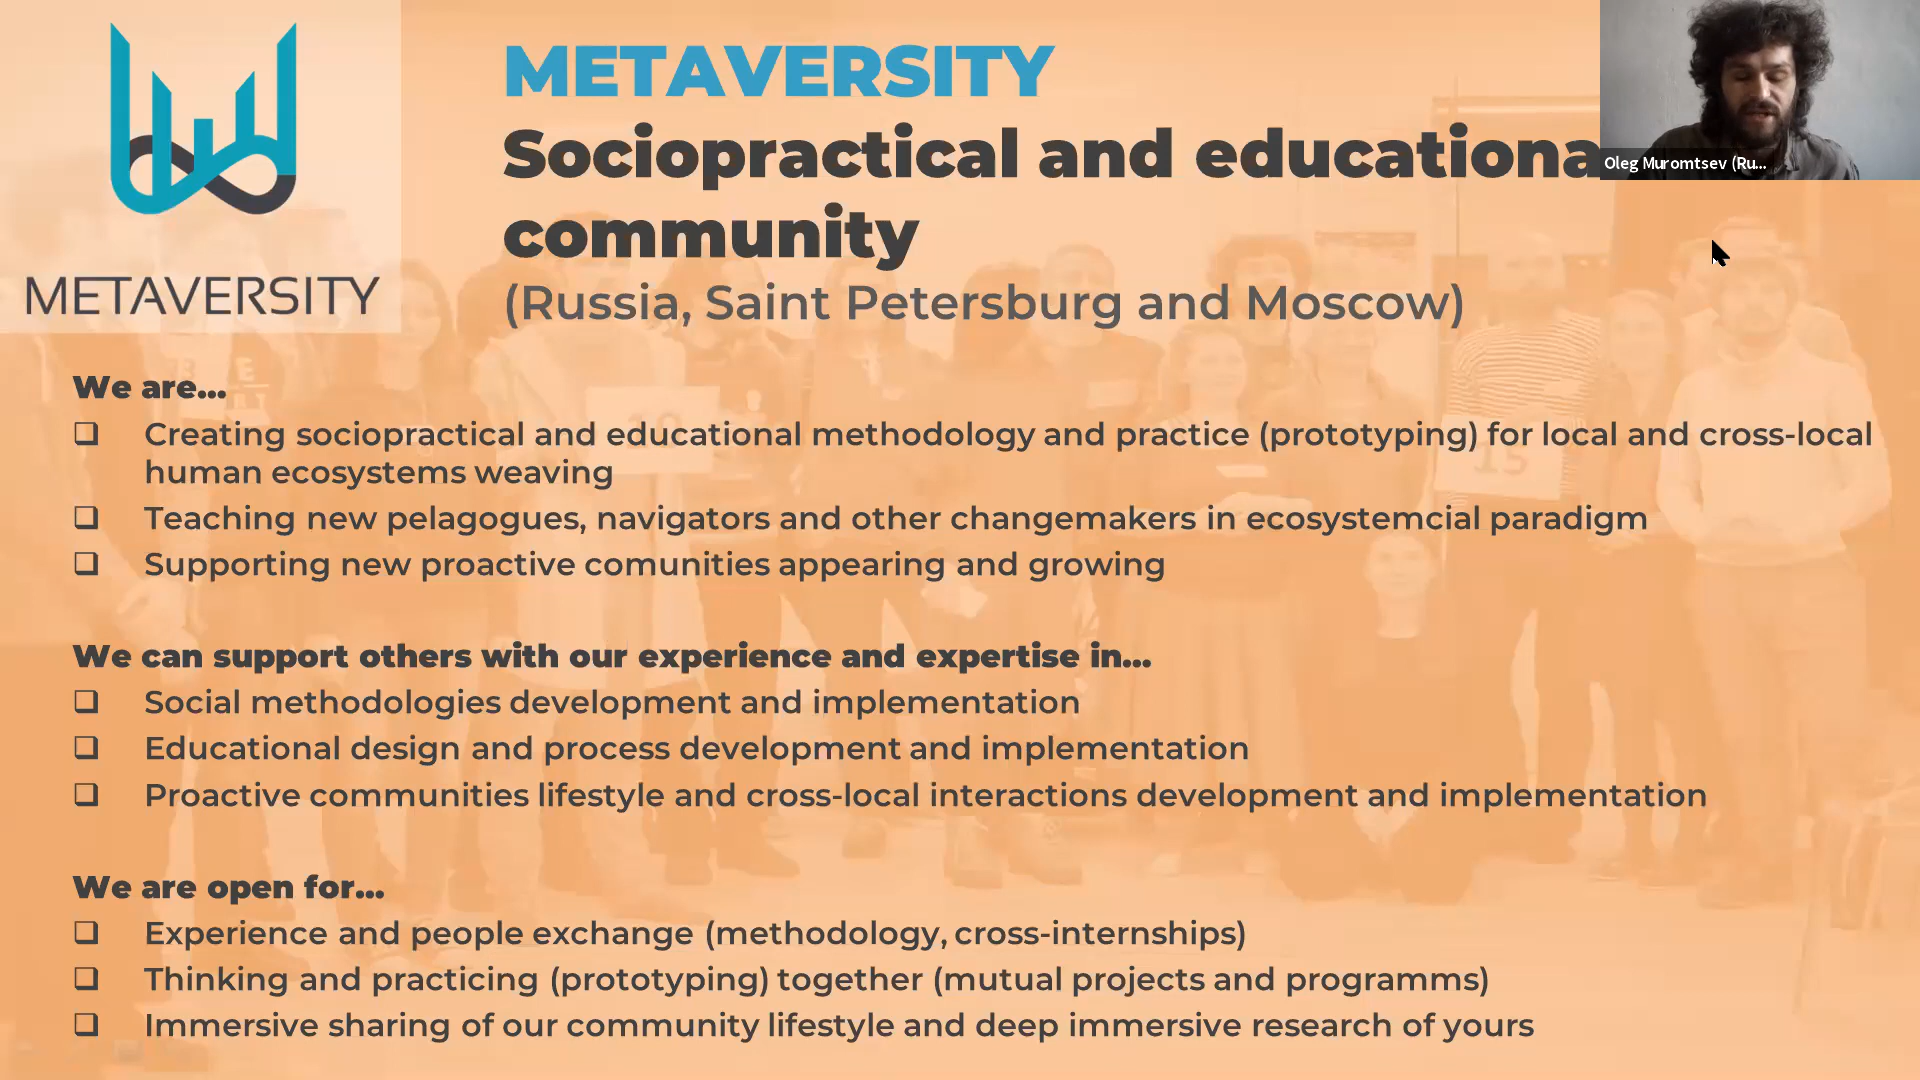 METAVERSITY
METAVERSITY
Sociopractical and educationa
community
(Russia, Saint Petersburg and Moscow)
Oleg Muromtsev (Ru...
We are...
❑ Creating sociopractical and educational methodology and practice (prototyping) for local and cross-local
human ecosystems weaving
❑ Teaching new pelagogues, navigators and other changemakers in ecosystemcial paradigm
❑ Supporting new proactive comunities appearing and growing
We can support others with our experience and expertise in...
❑ Social methodologies development and implementation
❑ Educational design and process development and implementation
❑ Proactive communities lifestyle and cross-local interactions development and implementation
We are open for...
❑ Experience and people exchange (methodology, cross-internships)
❑ Thinking and practicing (prototyping) together (mutual projects and programms)
❑ Immersive sharing of our community lifestyle and deep immersive research of yours
15